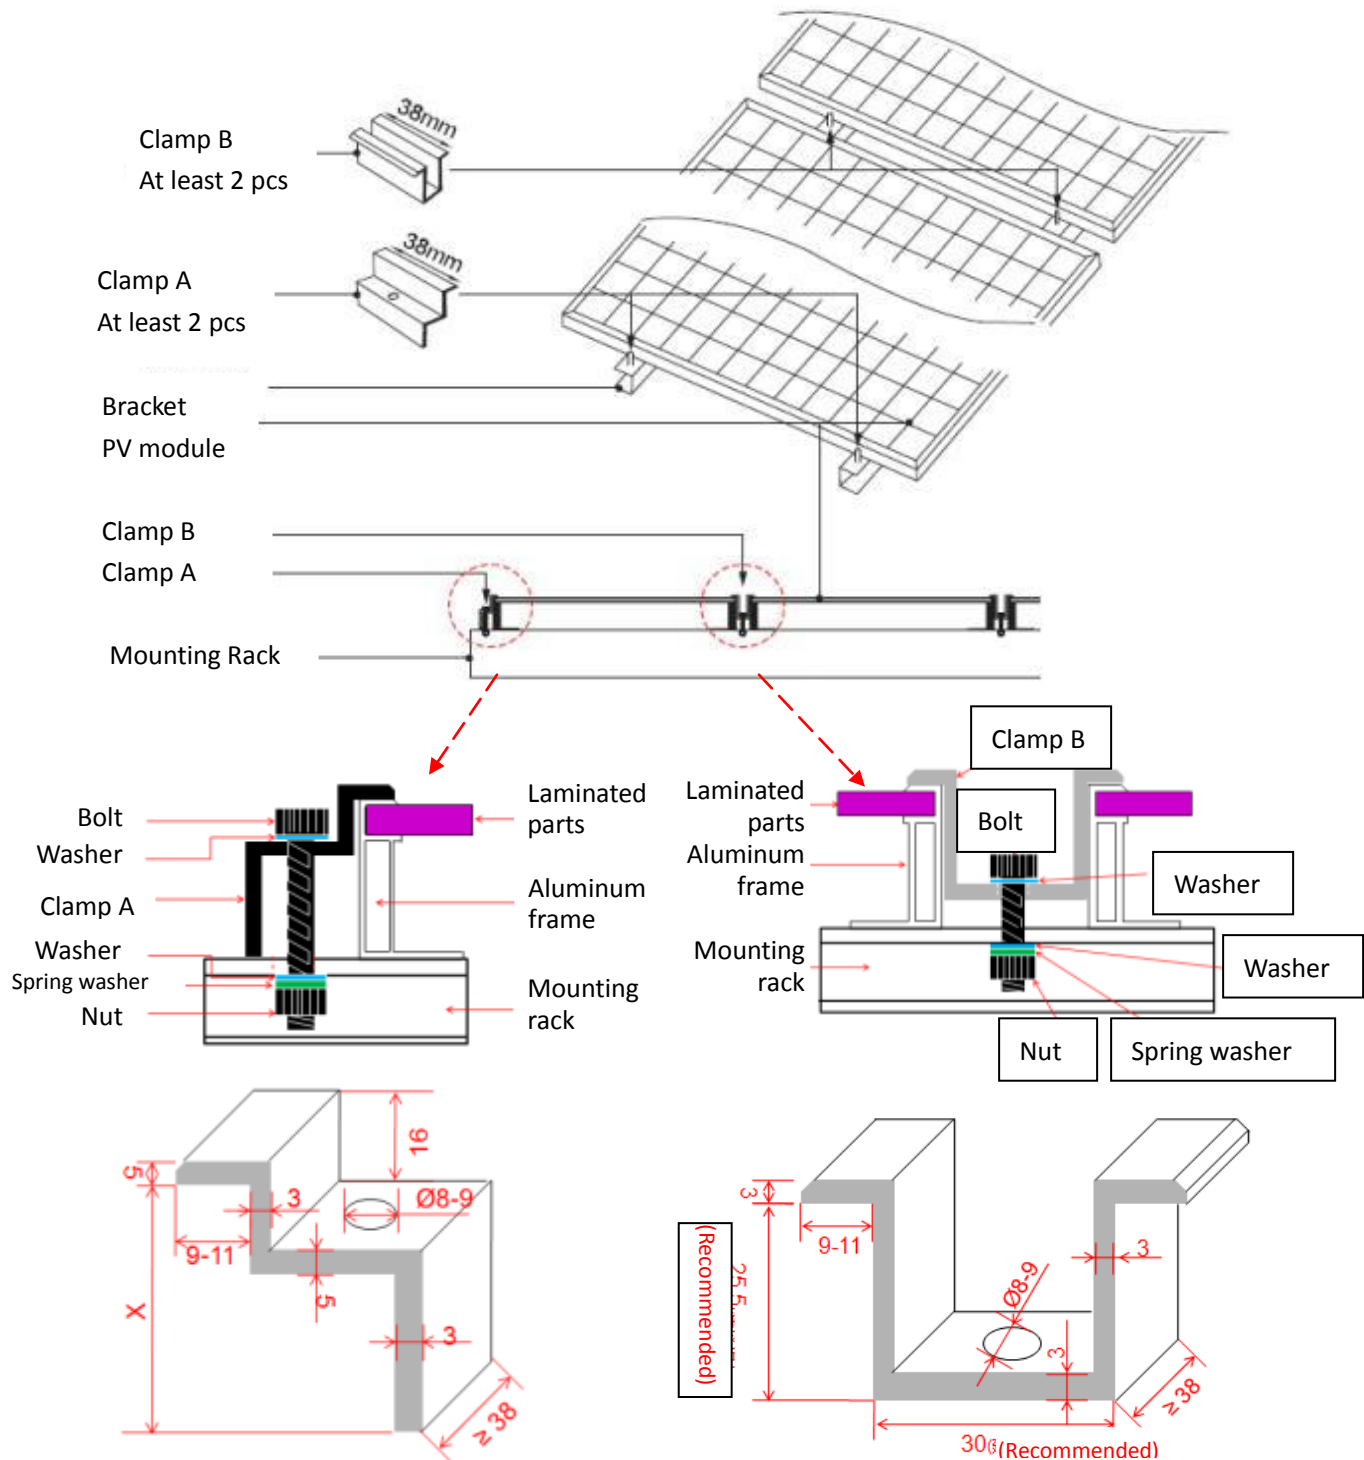 38mm
Clamp B
At least 2 pcs
38mm
Clamp A
At least 2 pcs
Bracket
PV module
Clamp B
Clamp A
Mounting Rack
Bolt
Washer
Clamp A
Washer
Spring washer
Nut
Laminated
parts
Aluminum
frame
Mounting
rack
Clamp B
Laminated
parts
Bolt
Aluminum
frame
Washer
Mounting
rack
Washer
Nut
Spring washer
16
5
3
Ø8-9
9-11
5
X
3
≥38
3
9-11
3
(Recommended)
25.5
Ø8-9
3
≥38
30
(Recommended)